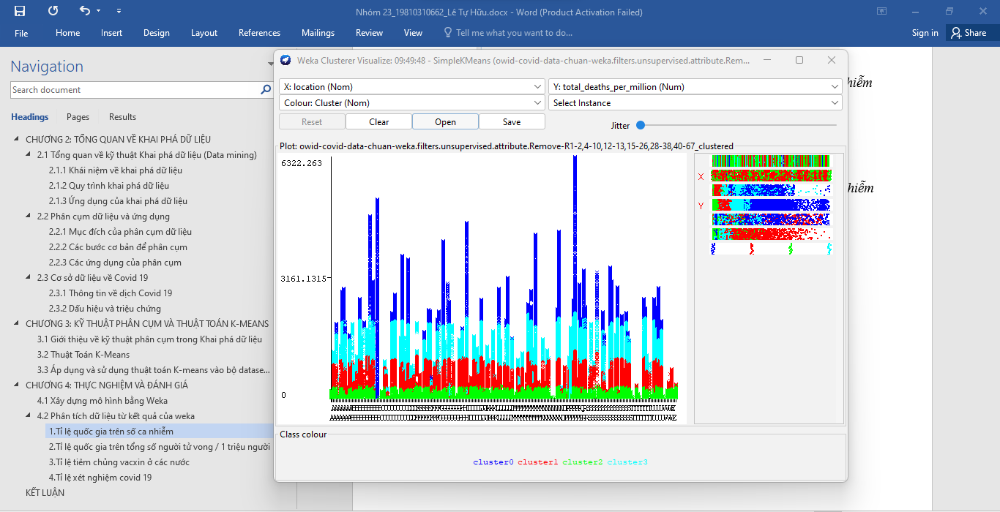 Nhóm 23_19810310662_Lê Tự Hữu.docx - Word (Product Activation Failed)
File Home Insert Design Layout References Mailings Review View Tell me what you want to do... Sign in Share
Navigation
Search document
Headings Pages Results
CHƯƠNG 2: TỔNG QUAN VỀ KHAI PHÁ DỮ LIỆU
2.1 Tổng quan về kỹ thuật Khai phá dữ liệu (Data mining)
2.1.1 Khái niệm về khai phá dữ liệu
2.1.2 Quy trình khai phá dữ liệu
2.1.3 Ứng dụng của khai phá dữ liệu
2.2 Phân cụm dữ liệu và ứng dụng
2.2.1 Mục đích của phân cụm dữ liệu
2.2.2 Các bước cơ bản để phân cụm
2.2.3 Các ứng dụng của phân cụm
2.3 Cơ sở dữ liệu về Covid 19
2.3.1 Thông tin về dịch Covid 19
2.3.2 Dấu hiệu và triệu chứng
CHƯƠNG 3: KỸ THUẬT PHÂN CỤM VÀ THUẬT TOÁN K-MEANS
3.1 Giới thiệu về kỹ thuật phân cụm trong Khai phá dữ liệu
3.2 Thuật Toán K-Means
3.3 Áp dụng và sử dụng thuật toán K-means vào bộ datase...
CHƯƠNG 4: THỰC NGHIỆM VÀ ĐÁNH GIÁ
4.1 Xây dựng mô hình bằng Weka
4.2 Phân tích dữ liệu từ kết quả của weka
1.Tỉ lệ quốc gia trên số ca nhiễm
2.Tỉ lệ quốc gia trên tổng số người tử vong / 1 triệu người
3.Tỉ lệ tiêm chủng vacxin ở các nước
4.Tỉ lệ xét nghiệm covid 19
KẾT LUẬN
Weka Clusterer Visualize: 09:49:48 - SimpleKMeans (owid-covid-data-chuan-weka.filters.unsupervised.attribute.Rem...
X: location (Nom) Y: total_deaths_per_million (Num)
Colour: Cluster (Nom) Select Instance
Reset Clear Open Save Jitter
Plot: owid-covid-data-chuan-weka.filters.unsupervised.attribute.Remove-R1-2,4-10,12-13,15-26,28-38,40-67_clustered
6322.263
3161.1315
0
X
Y
Class colour
cluster0 cluster1 cluster2 cluster3
hiễm
hiễm